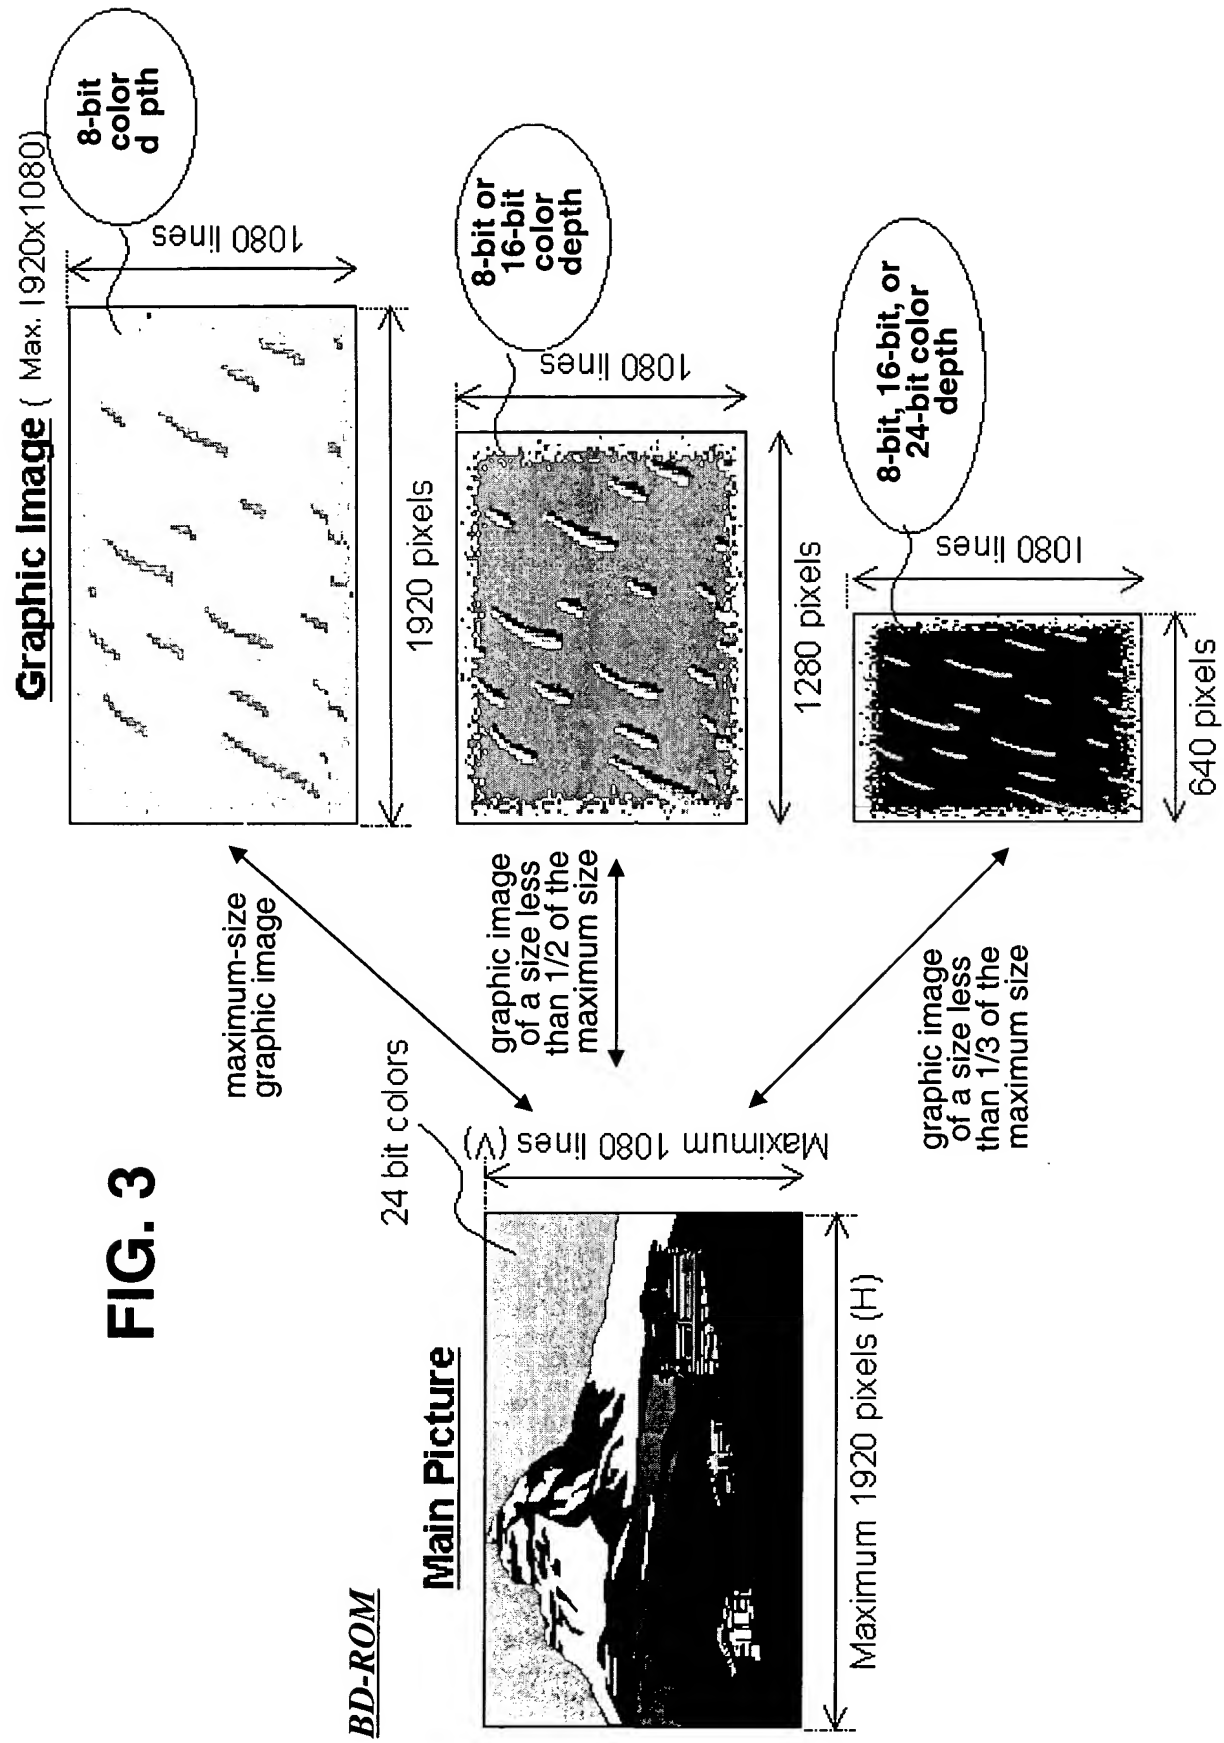 FIG. 3
BD-ROM
Main Picture
24 bit colors
Maximum 1080 lines (V)
Maximum 1920 pixels (H)
maximum-size
graphic image
graphic image
of a size less
than 1/2 of the
maximum size
graphic image
of a size less
than 1/3 of the
maximum size
Graphic Image ( Max. 1920x1080)
8-bit
color
d pth
1080 lines
1920 pixels
8-bit or
16-bit
color
depth
1080 lines
1280 pixels
8-bit, 16-bit, or
24-bit color
depth
1080 lines
640 pixels